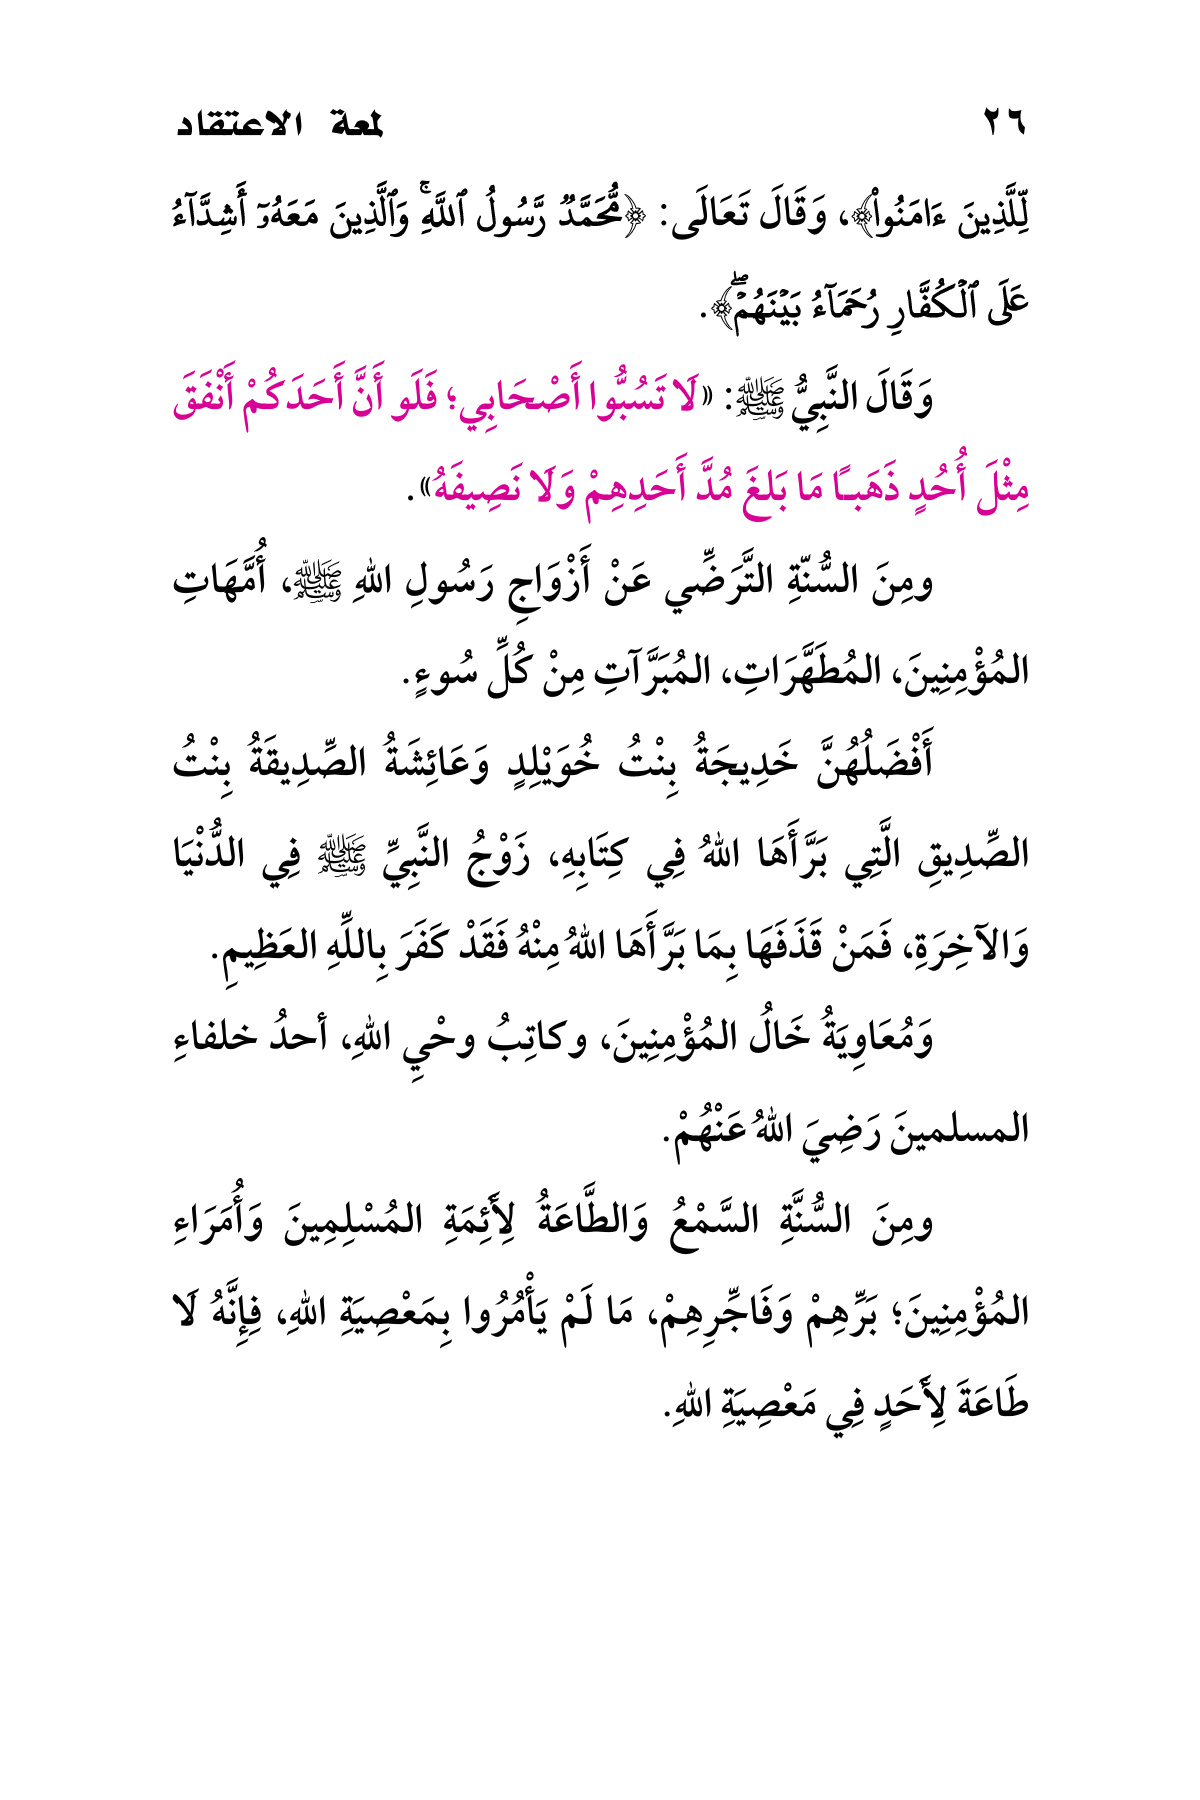 ٢٦ لمعة الاعتقاد
لِّلَّذِينَ ءَامَنُواْ﴾، وَقَالَ تَعَالَى: ﴿مُّحَمَّدٞ رَّسُولُ ٱللَّهِۚ وَٱلَّذِينَ مَعَهُۥٓ أَشِدَّآءُ
عَلَى ٱلۡكُفَّارِ رُحَمَآءُ بَيۡنَهُمۡۖ﴾.
وَقَالَ النَّبِيُّ ﷺ: «لَا تَسُبُّوا أَصْحَابِي؛ فَلَو أَنَّ أَحَدَكُمْ أَنْفَقَ
مِثْلَ أُحُدٍ ذَهَبًا مَا بَلغَ مُدَّ أَحَدِهِمْ وَلَا نَصِيفَهُ».
ومِنَ السُّنّةِ التَّرَضِّي عَنْ أَزْوَاجِ رَسُولِ اللهِ ﷺ، أُمَّهَاتِ
المُؤْمِنِينَ، المُطَهَّرَاتِ، المُبَرَّآتِ مِنْ كُلِّ سُوءٍ.
أَفْضَلُهُنَّ خَدِيجَةُ بِنْتُ خُوَيْلِدٍ وَعَائِشَةُ الصِّدِيقَةُ بِنْتُ
الصِّدِيقِ الَّتِي بَرَّأَهَا اللهُ فِي كِتَابِهِ، زَوْجُ النَّبِيِّ ﷺ فِي الدُّنْيَا
وَالآخِرَةِ، فَمَنْ قَذَفَهَا بِمَا بَرَّأَهَا اللهُ مِنْهُ فَقَدْ كَفَرَ بِاللَّهِ العَظِيمِ.
وَمُعَاوِيَةُ خَالُ المُؤْمِنِينَ، وكاتِبُ وحْيِ اللهِ، أحدُ خلفاءِ
المسلمينَ رَضِيَ اللهُ عَنْهُمْ.
ومِنَ السُّنَّةِ السَّمْعُ وَالطَّاعَةُ لِأَئِمَةِ المُسْلِمِينَ وَأُمَرَاءِ
المُؤْمِنِينَ؛ بَرِّهِمْ وَفَاجِّرِهِمْ، مَا لَمْ يَأْمُرُوا بِمَعْصِيَةِ اللهِ، فِإِنَّهُ لَا
طَاعَةَ لِأَحَدٍ فِي مَعْصِيَةِ اللهِ.